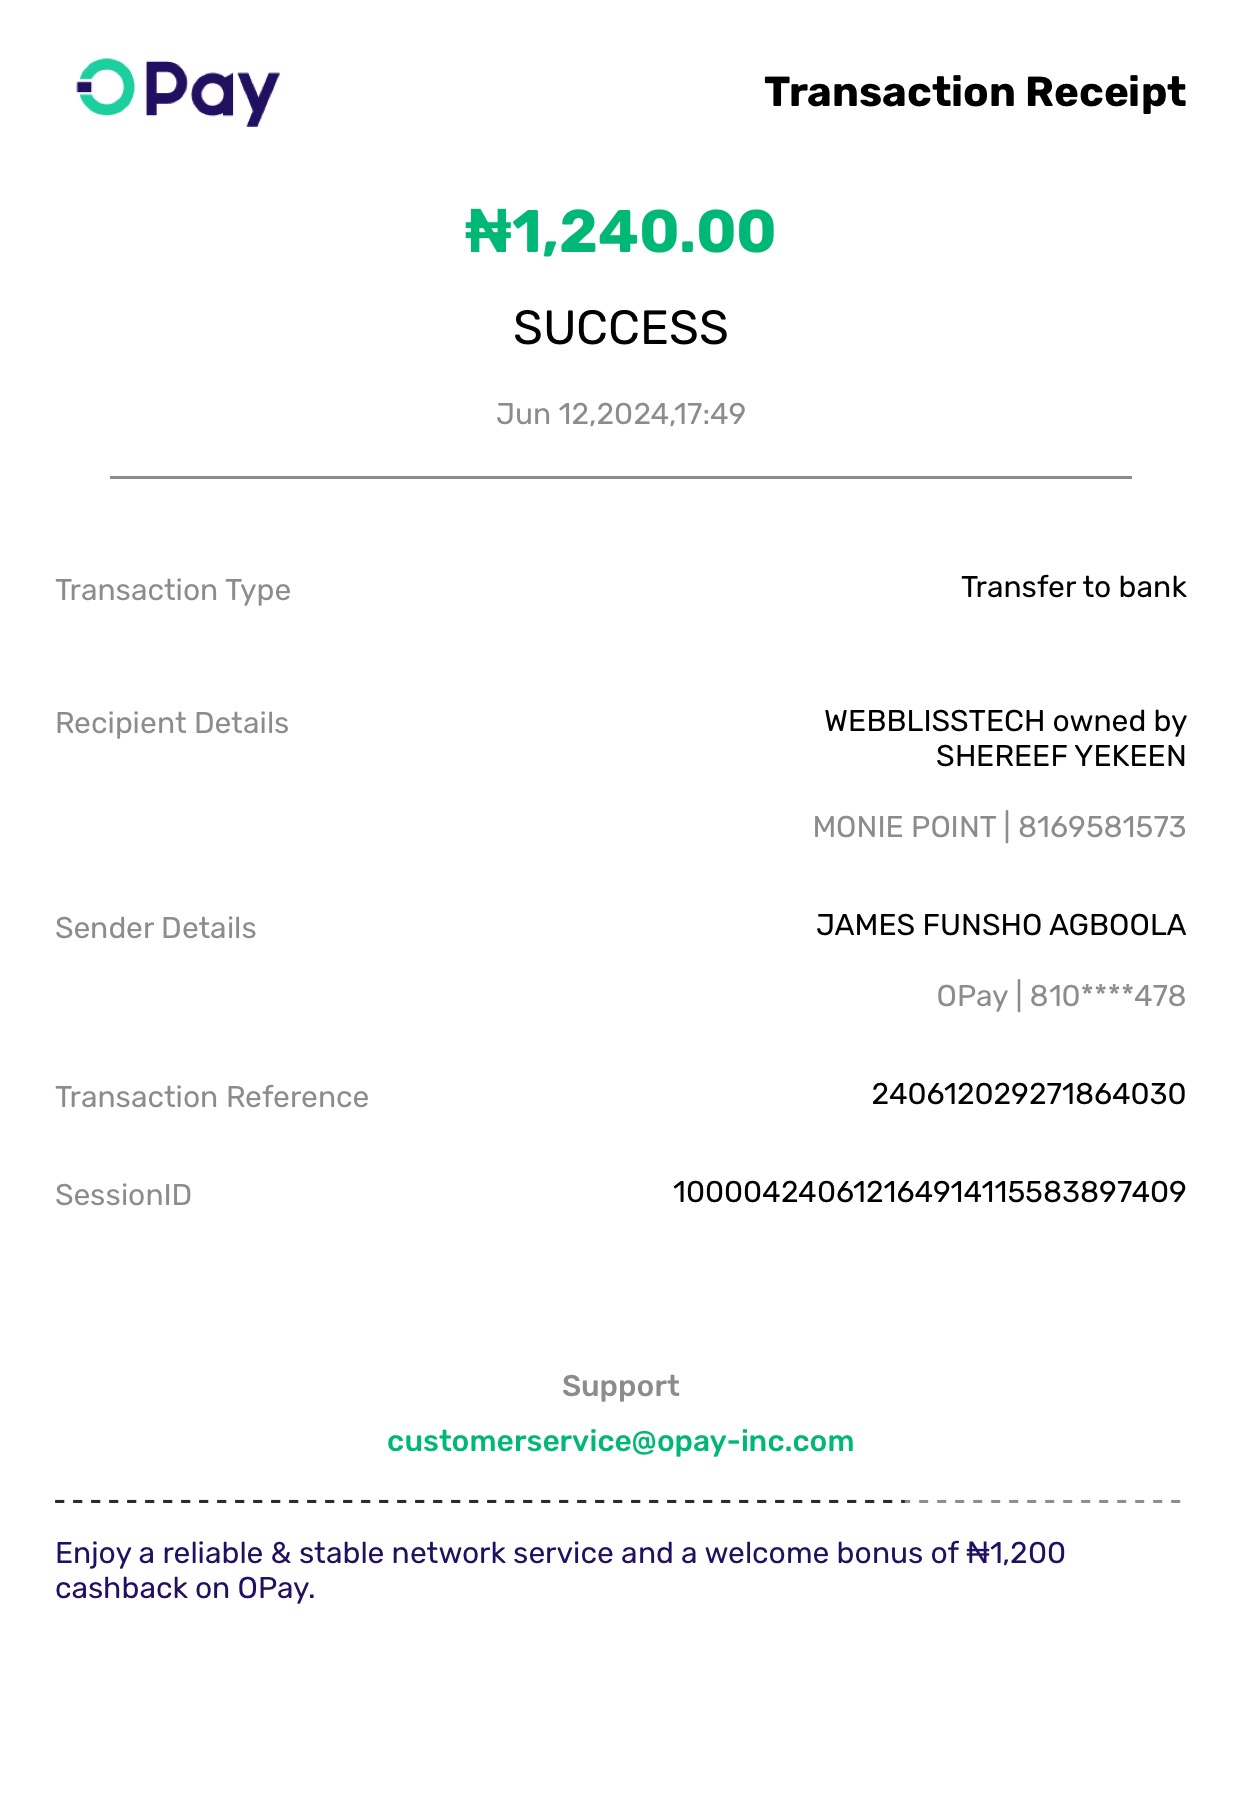 OPay
Transaction Receipt
₦1,240.00
SUCCESS
Jun 12,2024,17:49
Transaction Type
Transfer to bank
Recipient Details
WEBBLISSTECH owned by
SHEREEF YEKEEN
MONIE POINT | 8169581573
Sender Details
JAMES FUNSHO AGBOOLA
OPay | 810****478
Transaction Reference
240612029271864030
SessionID
100004240612164914115583897409
Support
customerservice@opay-inc.com
Enjoy a reliable & stable network service and a welcome bonus of ₦1,200
cashback on OPay.